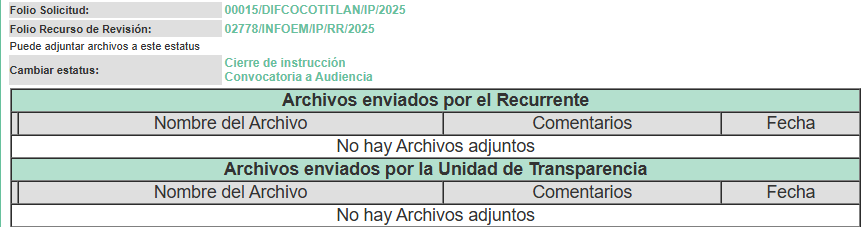 Folio Solicitud: 00015/DIFCOCOTITLAN/IP/2025
Folio Recurso de Revisión: 02778/INFOEM/IP/RR/2025
Puede adjuntar archivos a este estatus
Cambiar estatus: Cierre de instrucción
Convocatoria a Audiencia
Archivos enviados por el Recurrente
Nombre del Archivo Comentarios Fecha
No hay Archivos adjuntos
Archivos enviados por la Unidad de Transparencia
Nombre del Archivo Comentarios Fecha
No hay Archivos adjuntos